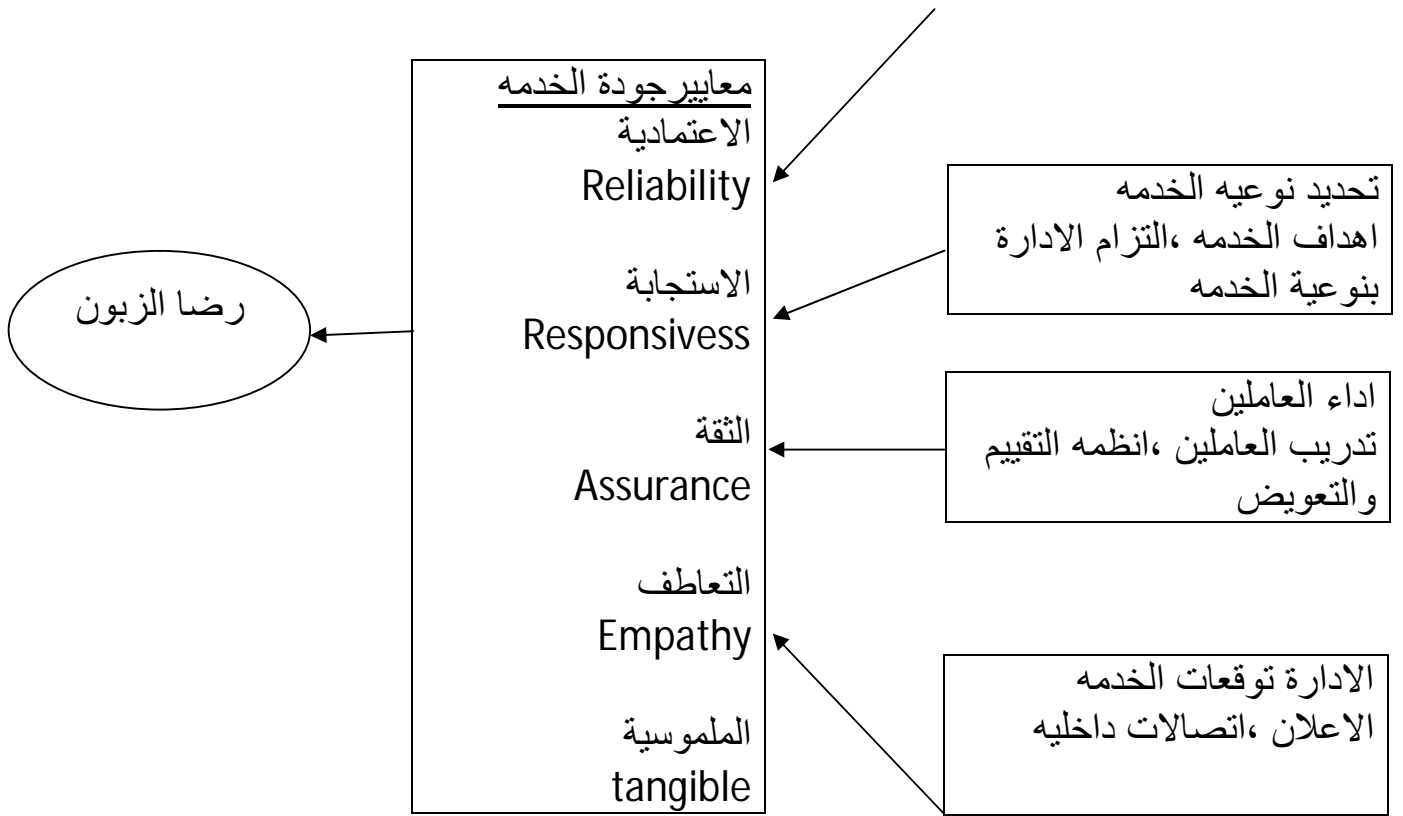 معاييرجودة الخدمه
الاعتمادية
Reliability
الاستجابة
Responsivess
الثقة
Assurance
التعاطف
Empathy
الملموسية
tangible
تحديد نوعيه الخدمه
اهداف الخدمه ،التزام الادارة
بنوعية الخدمه
اداء العاملين
تدريب العاملين ،انظمه التقييم
والتعويض
الادارة توقعات الخدمه
الاعلان ،اتصالات داخليه
رضا الزبون